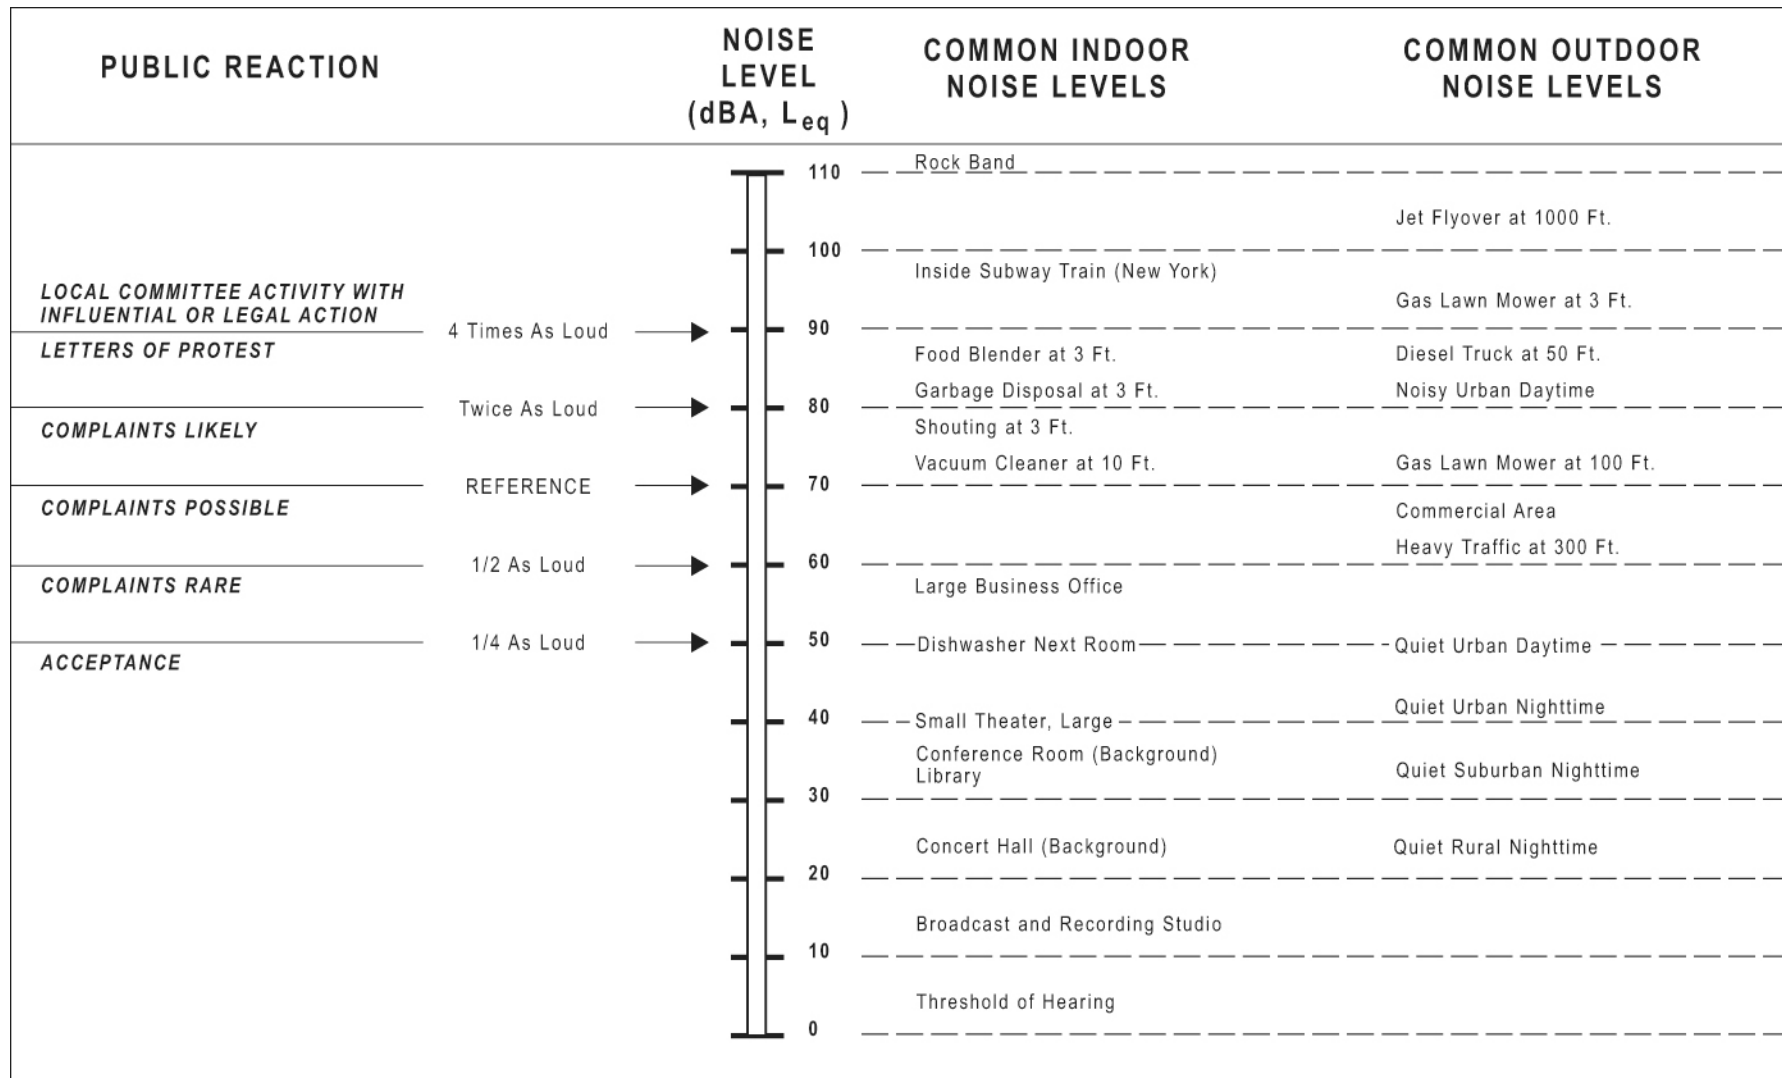 PUBLIC REACTION
NOISE
LEVEL
(dBA, Leq )
COMMON INDOOR
NOISE LEVELS
COMMON OUTDOOR
NOISE LEVELS
110
Rock Band
Jet Flyover at 1000 Ft.
100
Inside Subway Train (New York)
LOCAL COMMITTEE ACTIVITY WITH
INFLUENTIAL OR LEGAL ACTION
Gas Lawn Mower at 3 Ft.
4 Times As Loud
90
LETTERS OF PROTEST
Food Blender at 3 Ft.
Diesel Truck at 50 Ft.
Garbage Disposal at 3 Ft.
Noisy Urban Daytime
Twice As Loud
80
COMPLAINTS LIKELY
Shouting at 3 Ft.
Vacuum Cleaner at 10 Ft.
Gas Lawn Mower at 100 Ft.
REFERENCE
70
COMPLAINTS POSSIBLE
Commercial Area
Heavy Traffic at 300 Ft.
1/2 As Loud
60
COMPLAINTS RARE
Large Business Office
1/4 As Loud
50
Dishwasher Next Room
Quiet Urban Daytime
ACCEPTANCE
Quiet Urban Nighttime
40
Small Theater, Large
Conference Room (Background)
Library
Quiet Suburban Nighttime
30
Concert Hall (Background)
Quiet Rural Nighttime
20
Broadcast and Recording Studio
10
Threshold of Hearing
0